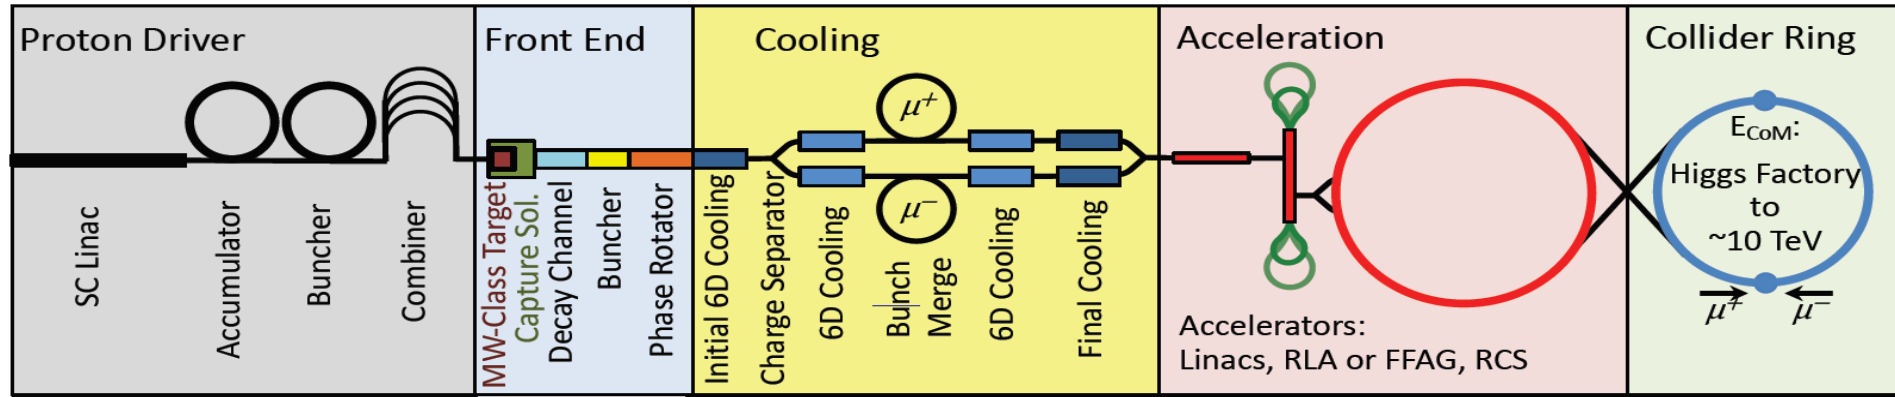 Proton Driver
Front End
Cooling
Acceleration
Collider Ring
SC Linac
Accumulator
Buncher
Combiner
MW-Class Target
Capture Sol.
Decay Channel
Buncher
Phase Rotator
Initial 6D Cooling
Charge Separator
6D Cooling
μ+
μ−
Bunch
Merge
6D Cooling
Final Cooling
Accelerators:
Linacs, RLA or FFAG, RCS
ECoM:
Higgs Factory
to
~10 TeV
μ+ μ−